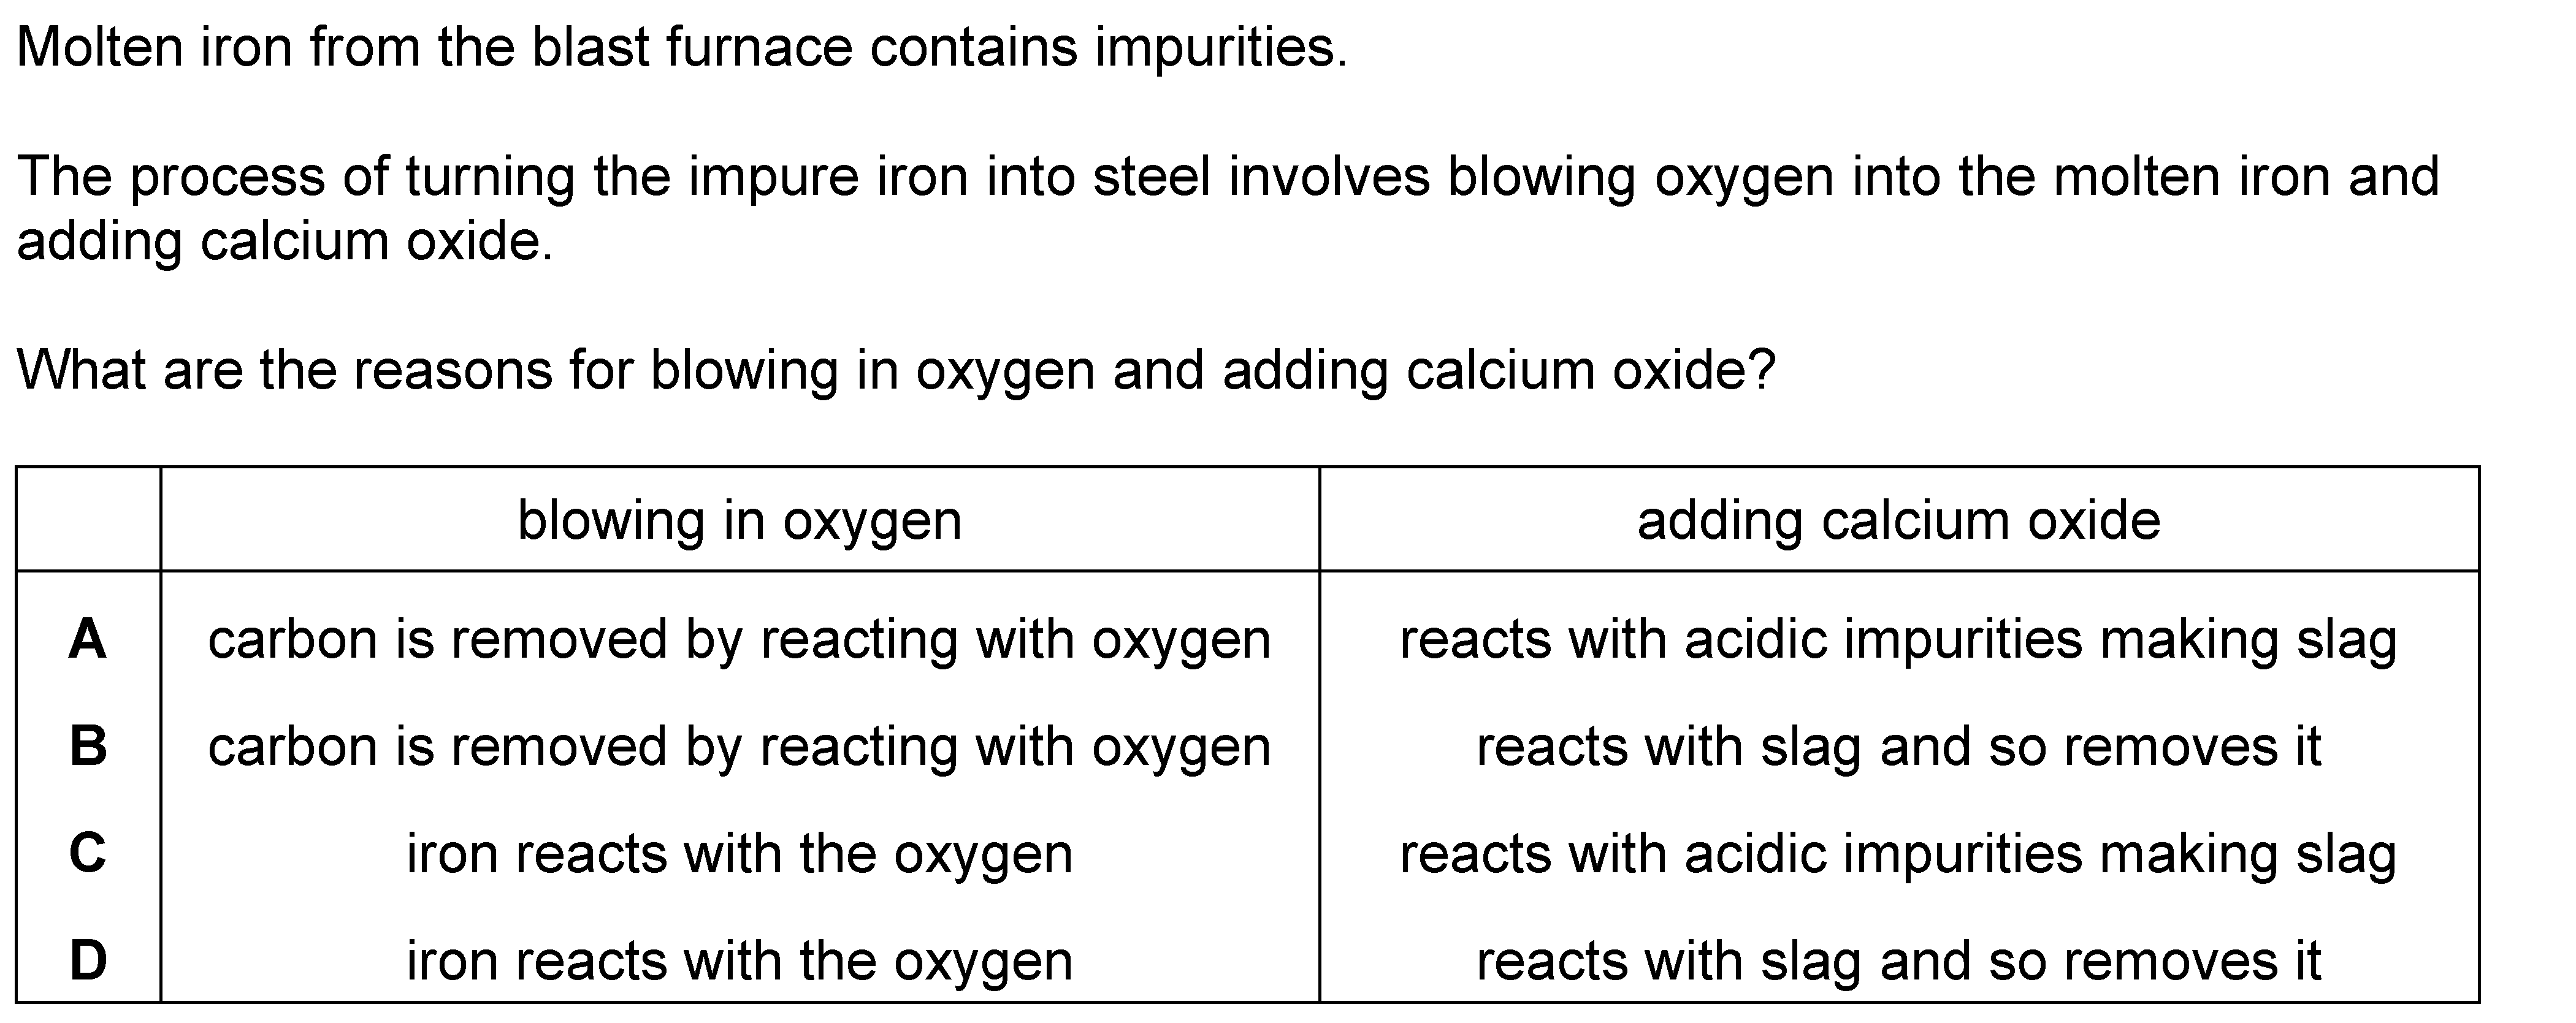 Molten iron from the blast furnace contains impurities.
The process of turning the impure iron into steel involves blowing oxygen into the molten iron and
adding calcium oxide.
What are the reasons for blowing in oxygen and adding calcium oxide?
blowing in oxygen adding calcium oxide
A carbon is removed by reacting with oxygen reacts with acidic impurities making slag
B carbon is removed by reacting with oxygen reacts with slag and so removes it
C iron reacts with the oxygen reacts with acidic impurities making slag
D iron reacts with the oxygen reacts with slag and so removes it